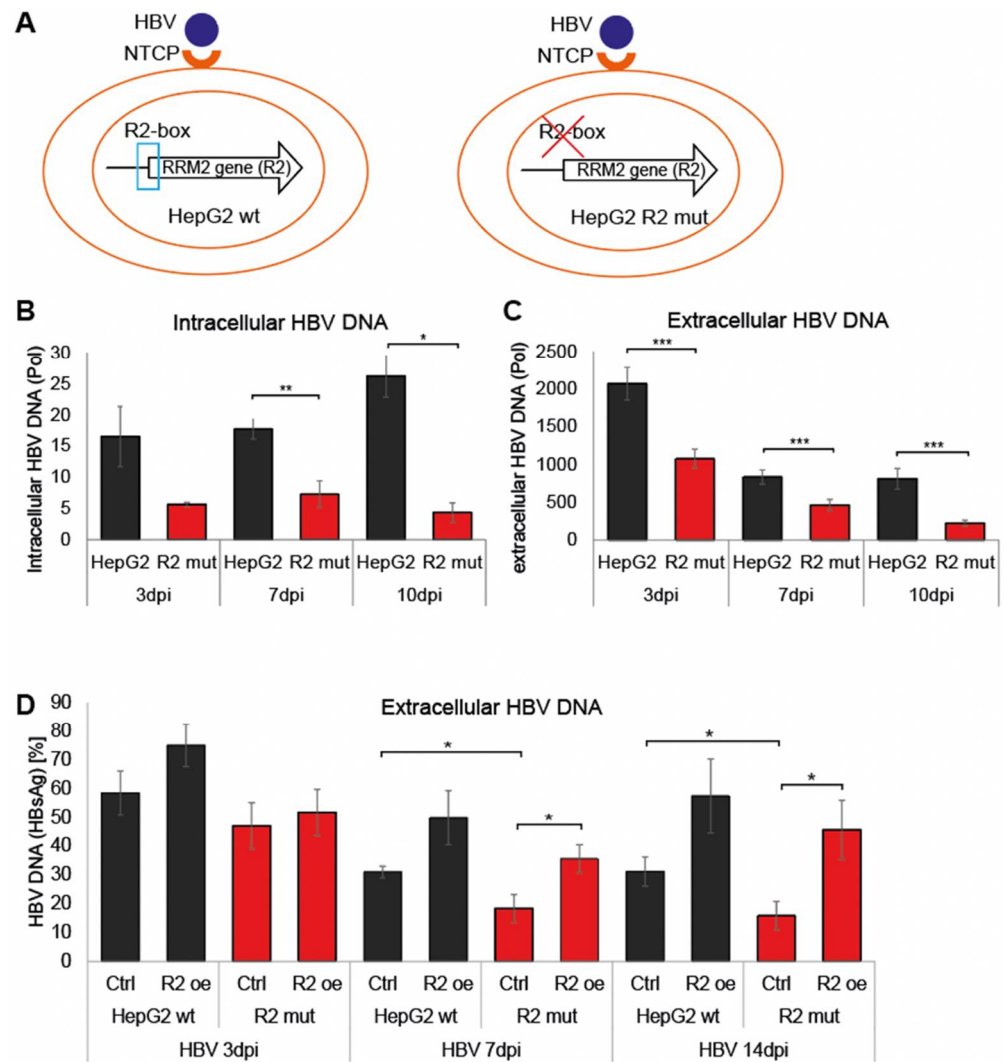 A
HBV
NTCP
R2-box
RRM2 gene (R2)
HepG2 wt
HBV
NTCP
R2-box
RRM2 gene (R2)
HepG2 R2 mut
B
Intracellular HBV DNA
Intracellular HBV DNA (Pol)
30
25
20
15
10
5
0
** 
*
HepG2 R2 mut HepG2 R2 mut HepG2 R2 mut
3dpi 7dpi 10dpi
C
Extracellular HBV DNA
extracellular HBV DNA (Pol)
2500
2000
1500
1000
500
0
*** *** ***
HepG2 R2 mut HepG2 R2 mut HepG2 R2 mut
3dpi 7dpi 10dpi
D
Extracellular HBV DNA
HBV DNA (HBsAg) [%]
90
80
70
60
50
40
30
20
10
0
* * * *
Ctrl R2 oe Ctrl R2 oe Ctrl R2 oe Ctrl R2 oe Ctrl R2 oe Ctrl R2 oe
HepG2 wt R2 mut HepG2 wt R2 mut HepG2 wt R2 mut
HBV 3dpi HBV 7dpi HBV 14dpi